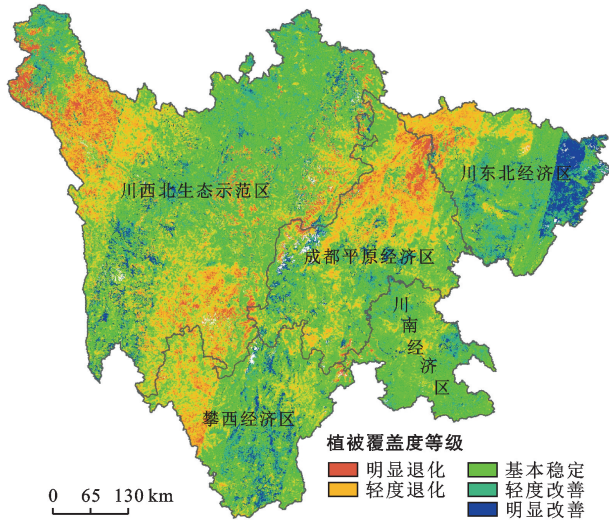 川西北生态示范区
川东北经济区
成都平原经济区
川南经济区
攀西经济区
植被覆盖度等级
明显退化
轻度退化
基本稳定
轻度改善
明显改善
0 65 130 km